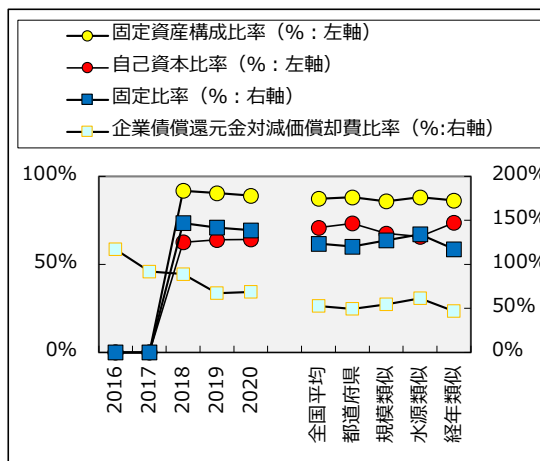 固定資産構成比率（%：左軸）
自己資本比率（%：左軸）
固定比率（%：右軸）
企業債償還元金対減価償却費比率（%:右軸）
100%
200%
150%
50%
100%
50%
0%
0%
2016
2017
2018
2019
2020
全国平均
都道府県
規模類似
水源類似
経年類似